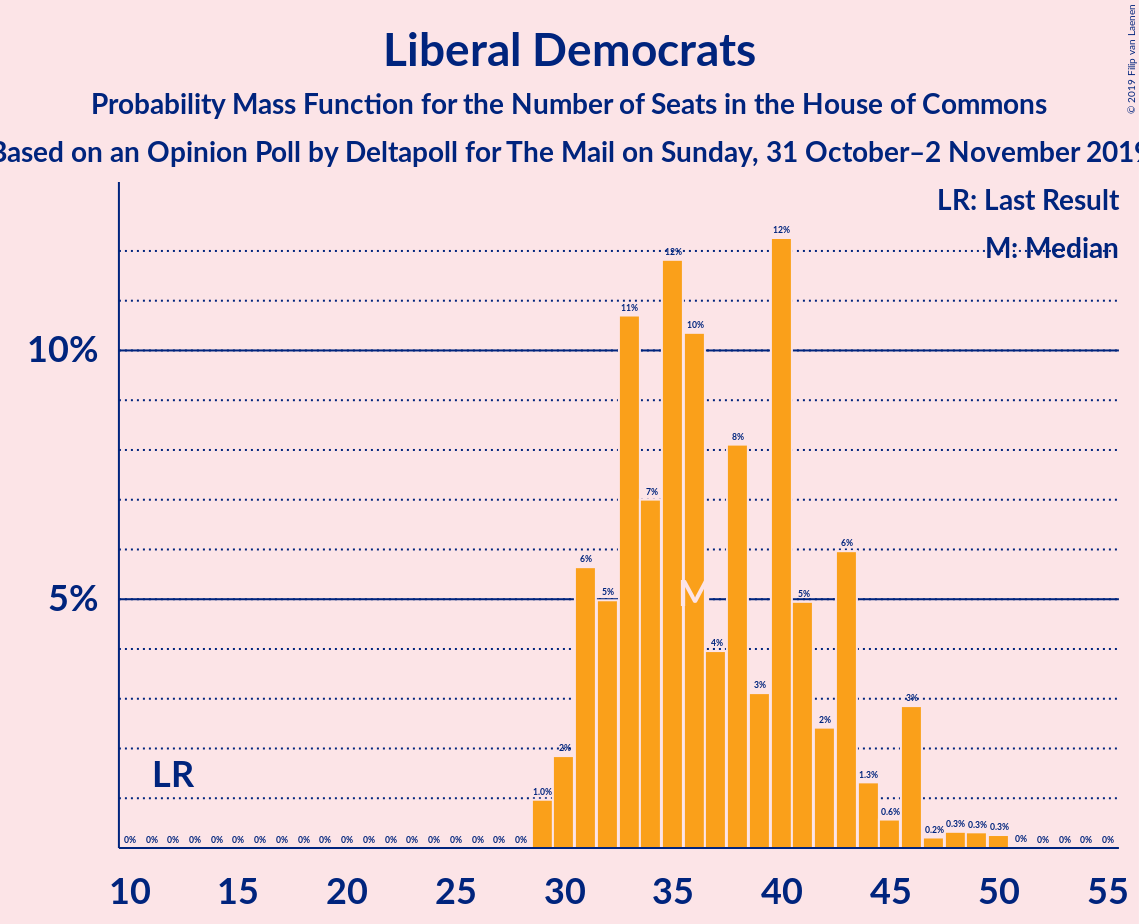 © 2019 Filip van Laenen
Liberal Democrats
Probability Mass Function for the Number of Seats in the House of Commons
Based on an Opinion Poll by Deltapoll for The Mail on Sunday, 31 October–2 November 2019
LR: Last Result
M: Median
10%
5%
LR
M
0% 0% 0% 0% 0% 0% 0% 0% 0% 0% 0% 0% 0% 0% 0% 0% 0% 0% 0% 1.0% 2% 6% 5% 11% 7% 12% 10% 4% 8% 3% 12% 5% 2% 6% 1.3% 0.6% 3% 0.2% 0.3% 0.3% 0.3% 0% 0% 0% 0% 0%
10 15 20 25 30 35 40 45 50 55